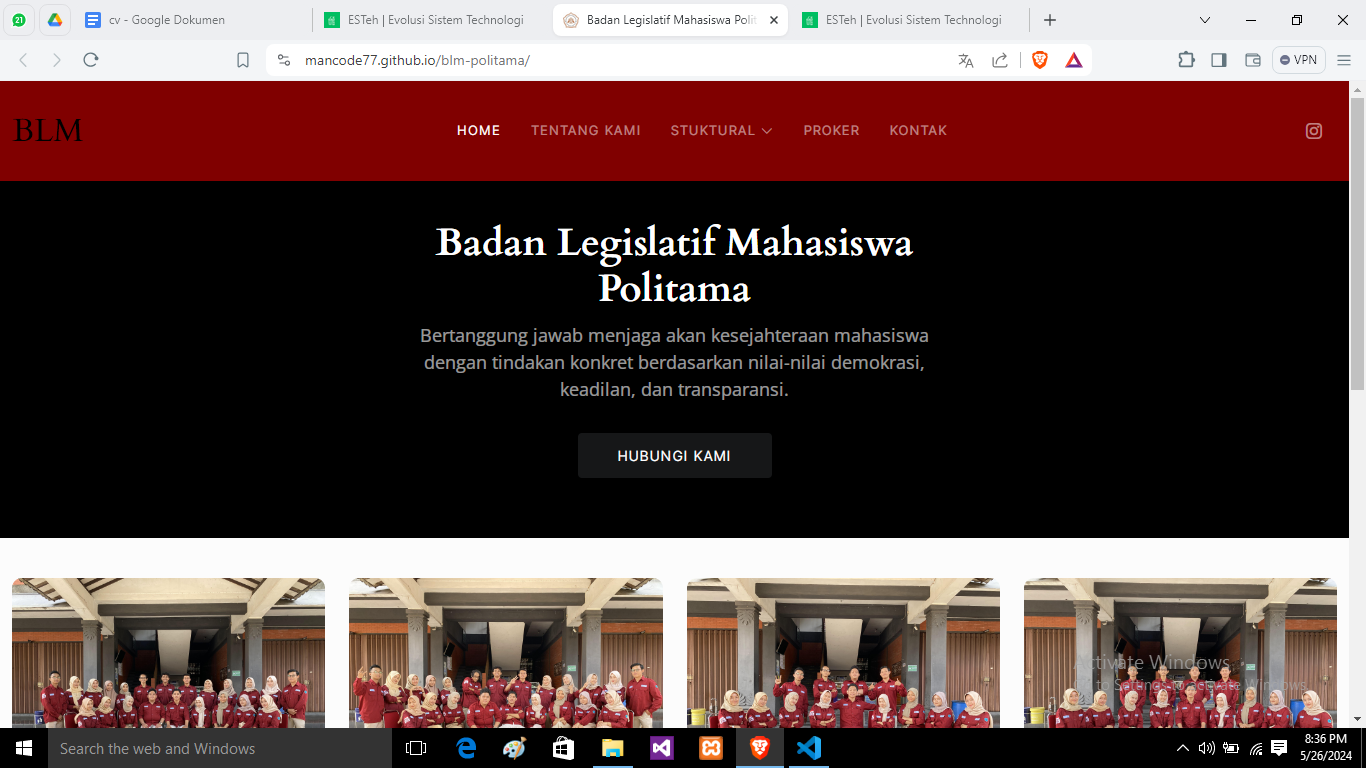 21
cv - Google Dokumen
ESTeh | Evolusi Sistem Technologi
Badan Legislatif Mahasiswa Polit
ESTeh | Evolusi Sistem Technologi
mancode77.github.io/blm-politama/
VPN
BLM
HOME
TENTANG KAMI
STUKTURAL
PROKER
KONTAK
Badan Legislatif Mahasiswa
Politama
Bertanggung jawab menjaga akan kesejahteraan mahasiswa
dengan tindakan konkret berdasarkan nilai-nilai demokrasi,
keadilan, dan transparansi.
HUBUNGI KAMI
Activate Windows
to Settings to activate Windows.
Search the web and Windows
8:36 PM
5/26/2024